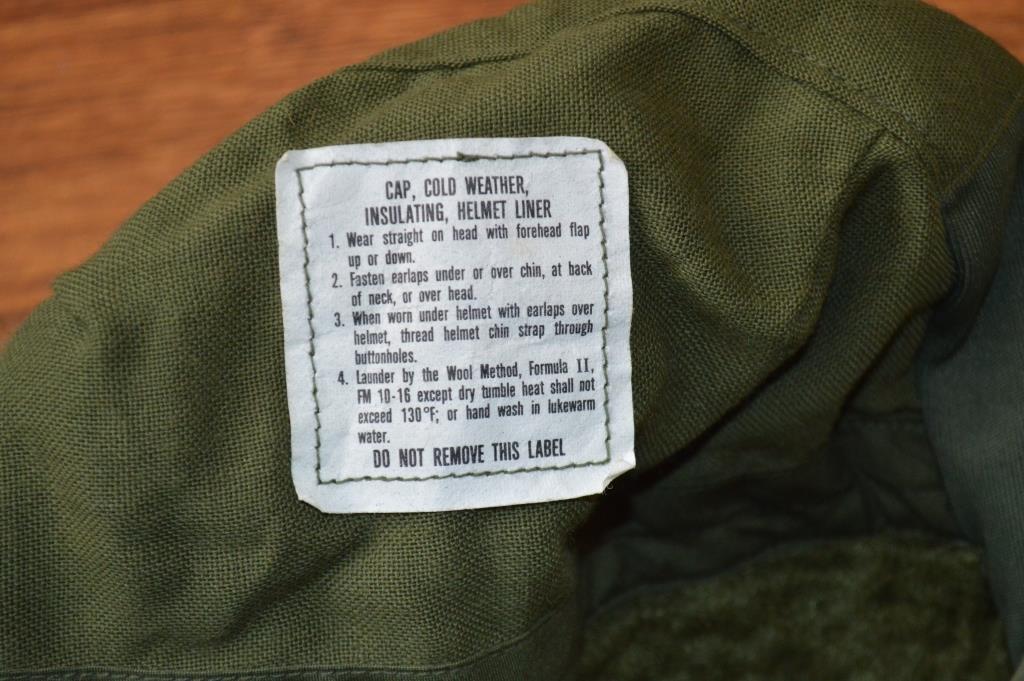 CAP, COLD WEATHER,
INSULATING, HELMET LINER
1. Wear straight on head with forehead flap
up or down.
2. Fasten earlaps under or over chin, at back
of neck, or over head.
3. When worn under helmet with earlaps over
helmet, thread helmet chin strap through
buttonholes.
4. Launder by the Wool Method, Formula II,
FM 10-16 except dry tumble heat shall not
exceed 130°F; or hand wash in lukewarm
water.
DO NOT REMOVE THIS LABEL